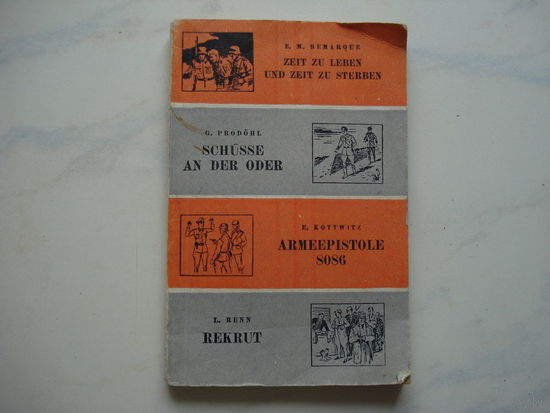 E. M. REMARQUE
ZEIT ZU LEBEN
UND ZEIT ZU STERBEN
G. PRODÖHL
SCHÜSSE
AN DER ODER
E. KOTTWITZ
ARMEEPISTOLE
8086
L. RENN
REKRUT